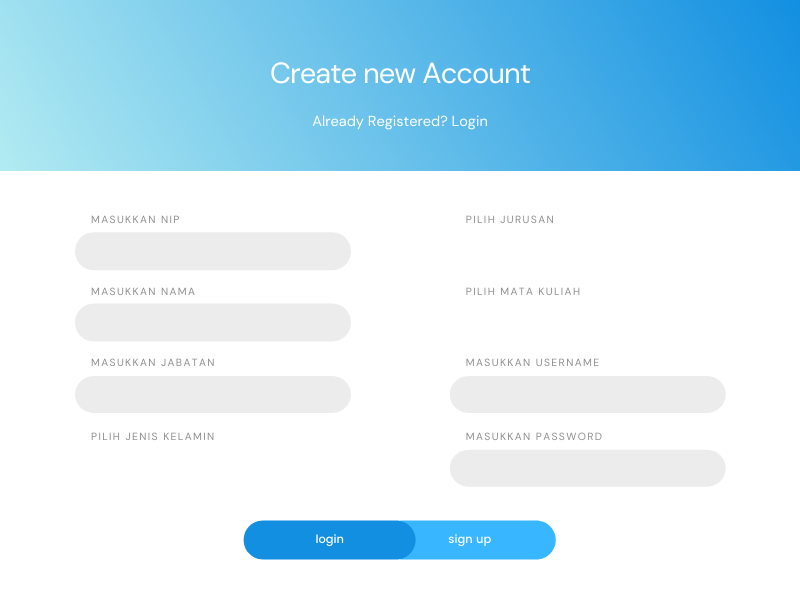 Create new Account
Already Registered? Login
MASUKKAN NIP
MASUKKAN NAMA
MASUKKAN JABATAN
PILIH JENIS KELAMIN
PILIH JURUSAN
PILIH MATA KULIAH
MASUKKAN USERNAME
MASUKKAN PASSWORD
login
sign up